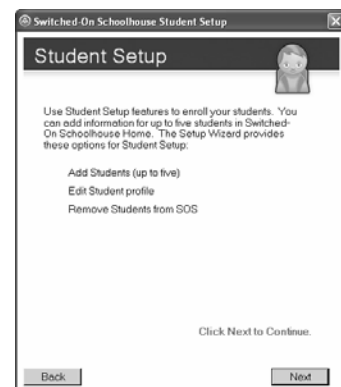 Switched-On Schoolhouse Student Setup
Student Setup
Use Student Setup features to enroll your students. You
can add information for up to five students in Switched-
On Schoolhouse Home. The Setup Wizard provides
these options for Student Setup:
Add Students (up to five)
Edit Student profile
Remove Students from SOS
Click Next to Continue.
Back
Next